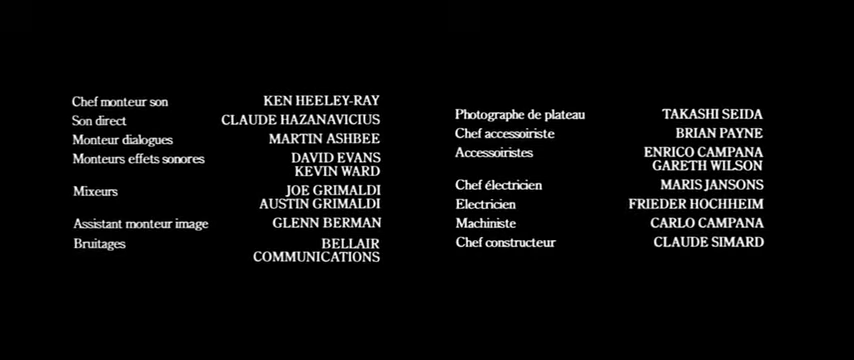 Chef monteur son KEN HEELEY-RAY
Son direct CLAUDE HAZANAVICIUS
Monteur dialogues MARTIN ASHBEE
Monteurs effets sonores DAVID EVANS
KEVIN WARD
Mixeurs JOE GRIMALDI
AUSTIN GRIMALDI
Assistant monteur image GLENN BERMAN
Bruitages BELLAIR
COMMUNICATIONS
Photographe de plateau TAKASHI SEIDA
Chef accessoiriste BRIAN PAYNE
Accessoiristes ENRICO CAMPANA
GARETH WILSON
Chef électricien MARIS JANSONS
Electricien FRIEDER HOCHHEIM
Machiniste CARLO CAMPANA
Chef constructeur CLAUDE SIMARD